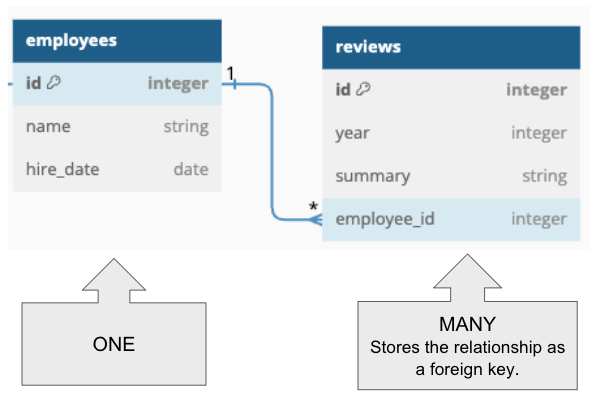 employees
id integer
name string
hire_date date
1
*
reviews
id integer
year integer
summary string
employee_id integer
ONE
MANY
Stores the relationship as
a foreign key.